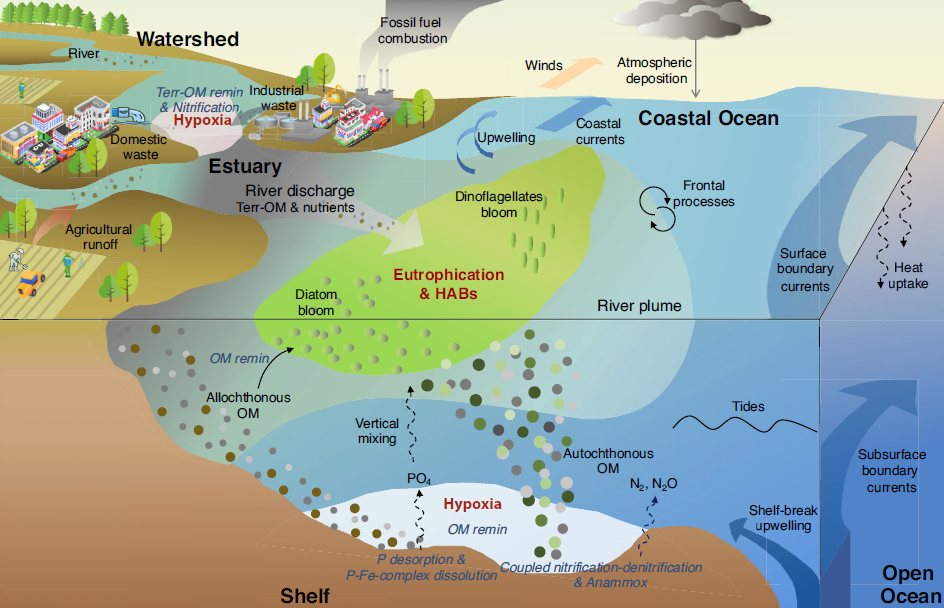 Fossil fuel
combustion
Watershed
River
Winds
Atmospheric
deposition
Terr-OM remin
& Nitrification
Hypoxia
Industrial
waste
Domestic
waste
Upwelling
Coastal
currents
Coastal Ocean
Estuary
River discharge
Terr-OM & nutrients
Dinoflagellates
bloom
Frontal
processes
Agricultural
runoff
Surface
boundary
currents
Heat
uptake
Eutrophication
& HABs
Diatom
bloom
River plume
OM remin
Allochthonous
OM
Vertical
mixing
Tides
Autochthonous
OM
Subsurface
boundary
currents
PO4
N2, N2O
Hypoxia
OM remin
Shelf-break
upwelling
P desorption &
P-Fe-complex dissolution
Coupled nitrification-denitrification
& Anammox
Shelf
Open
Ocean